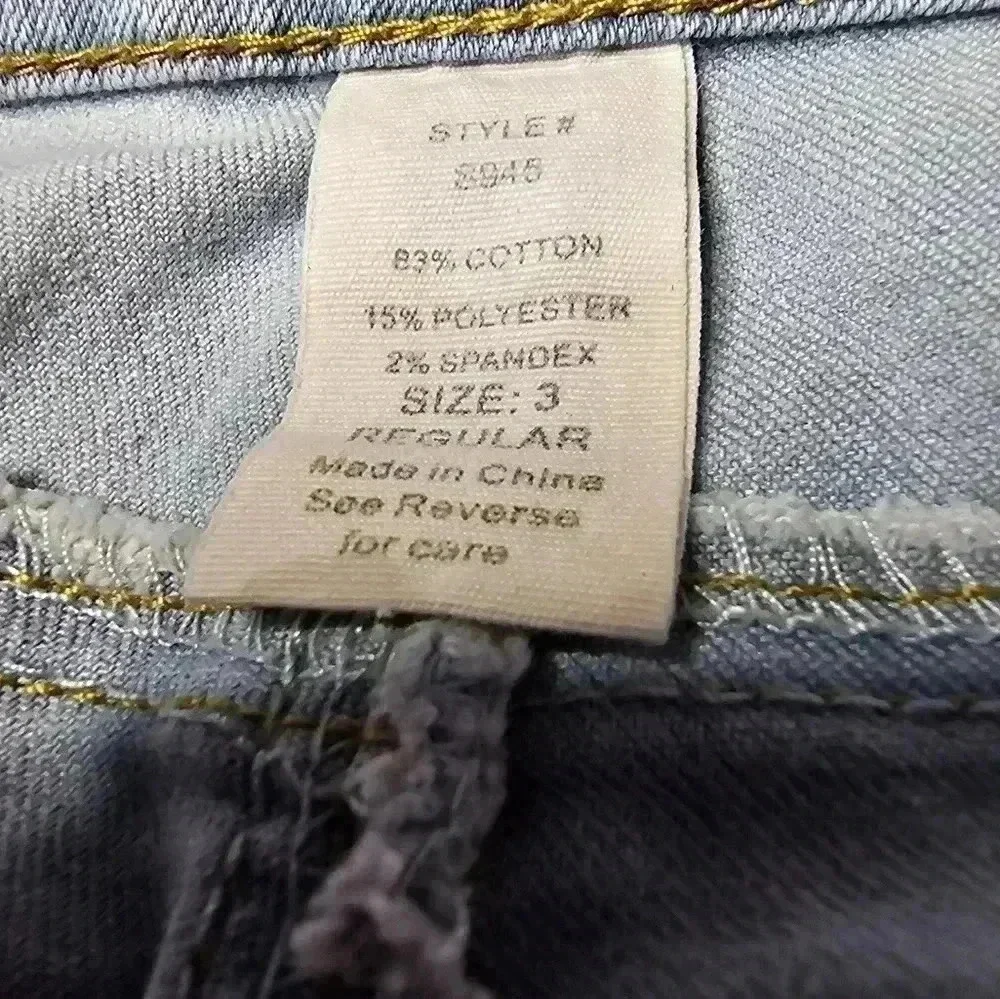 STYLE #
8945
83% COTTON
15% POLYESTER
2% SPANDEX
SIZE: 3
REGULAR
Made in China
See Reverse
for care